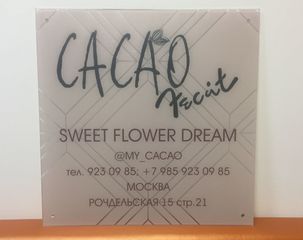 CACAO
Fecit
SWEET FLOWER DREAM
@MY_CACAO
тел. 923 09 85; +7 985 923 09 85
МОСКВА
РОЧДЕЛЬСКАЯ 15 стр.21